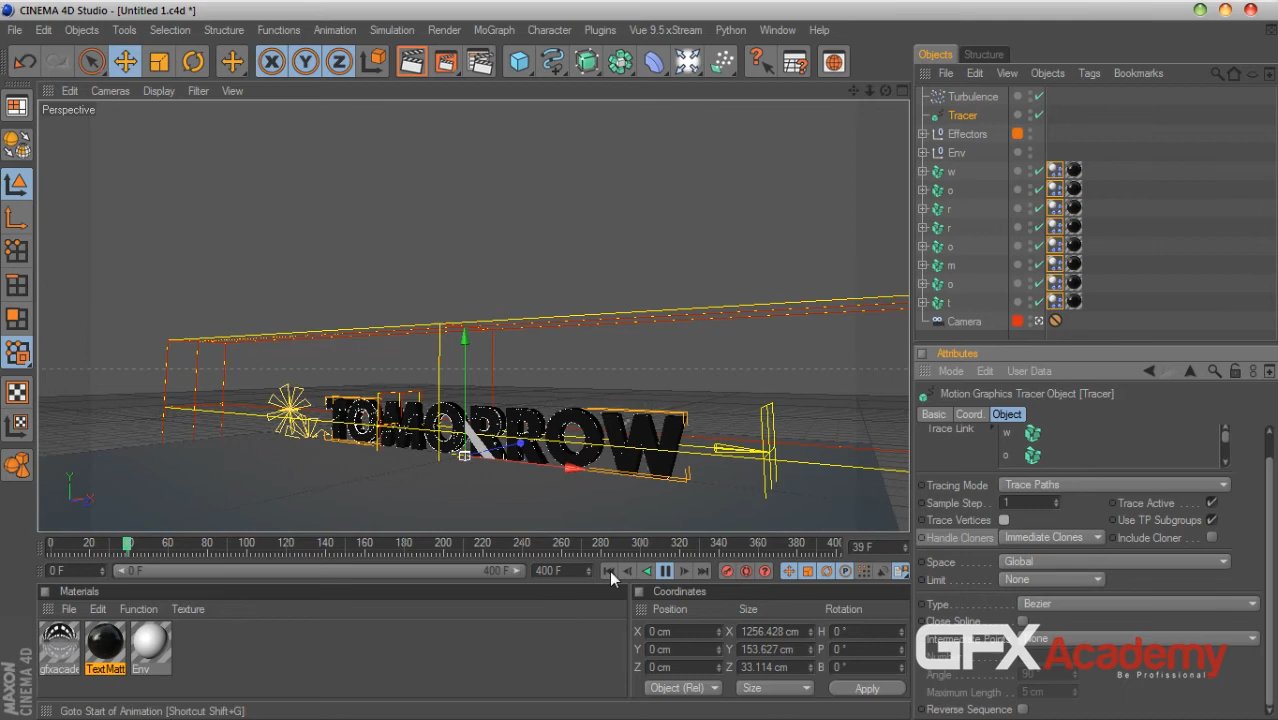 CINEMA 4D Studio - [Untitled 1.c4d *]
File Edit Objects Tools Selection Structure Functions Animation Simulation Render MoGraph Character Plugins Vue 9.5 xStream Python Window Help
X Y Z
Objects Structure
File Edit View Objects Tags Bookmarks
Edit Cameras Display Filter View
Perspective
Turbulence
Tracer
Effectors
Env
w
o
r
r
o
m
o
t
Camera
TOMORROW
Y
X
Attributes
Mode Edit User Data
Motion Graphics Tracer Object [Tracer]
Basic Coord. Object
Trace Link w
o
Tracing Mode Trace Paths
Sample Step 1 Trace Active
Trace Vertices Use TP Subgroups
Handle Cloners Immediate Clones Include Cloner
Space Global
Limit None
Type Bezier
Close Spline
Angle 90
Maximum Length 5 cm
Reverse Sequence
GFXAcademy
Be Professional
0 20 60 80 100 120 140 160 180 200 220 240 260 280 300 320 340 360 380 40 39 F
0 F 0 F 400 F 400 F
Materials
File Edit Function Texture
gfxacade TextMatt Env
Coordinates
Position Size Rotation
X 0 cm X 1256.428 cm H 0 °
Y 0 cm Y 153.627 cm P 0 °
Z 0 cm Z 33.114 cm B 0 °
Object (Rel) Size Apply
MAXON
CINEMA 4D
Goto Start of Animation [Shortcut Shift+G]